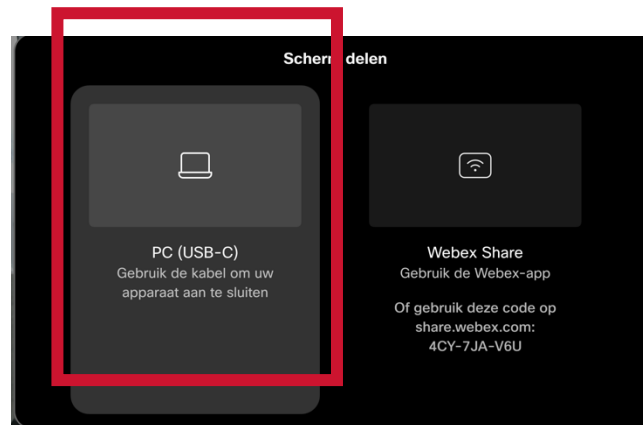 Scherm delen
PC (USB-C)
Gebruik de kabel om uw
apparaat aan te sluiten
Webex Share
Gebruik de Webex-app
Of gebruik deze code op
share.webex.com:
4CY-7JA-V6U